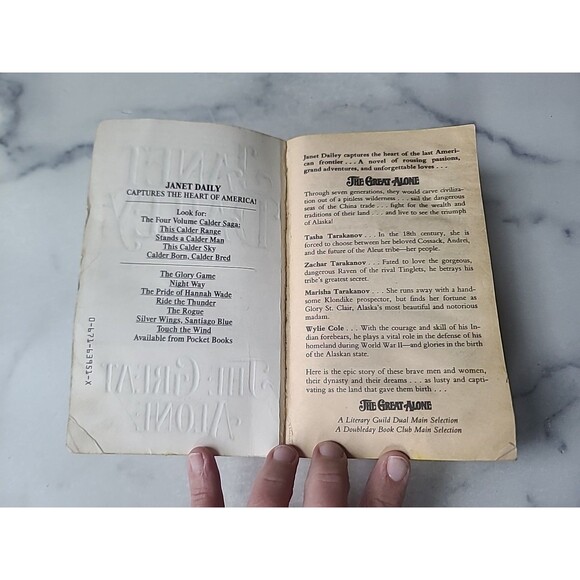 JANET DAILY
CAPTURES THE HEART OF AMERICA!
Look for:
The Four Volume Calder Saga:
This Calder Range
Stands a Calder Man
This Calder Sky
Calder Born, Calder Bred
The Glory Game
Night Way
The Pride of Hannah Wade
Ride the Thunder
The Rogue
Silver Wings, Santiago Blue
Touch the Wind
Available from Pocket Books
THE GREAT
ALONE
0-671-63957-X
Janet Dailey captures the heart of the last Ameri-
can frontier . . . A novel of rousing passions,
grand adventures, and unforgettable loves . . .
THE GREAT ALONE
Through seven generations, they would carve civiliza-
tion out of a pitiless wilderness . . . sail the dangerous
seas of the China trade . . . fight for the wealth and
traditions of their land . . . and live to see the triumph
of Alaska!
Tasha Tarakanov . . . In the 18th century, she is
forced to choose between her beloved Cossack, Andrei,
and the future of the Aleut tribe—her people.
Zachar Tarakanov . . . Fated to love the gorgeous,
dangerous Raven of the rival Tinglets, he betrays his
tribe's greatest secret.
Marisha Tarakanov . . . She runs away with a hand-
some Klondike prospector, but finds her fortune as
Glory St. Clair, Alaska's most beautiful and notorious
madam.
Wylie Cole . . . With the courage and skill of his In-
dian forebears, he plays a vital role in the defense of his
homeland during World War II—and glories in the birth
of the Alaskan state.
Here is the epic story of these brave men and women,
their dynasty and their dreams . . . as lusty and capti-
vating as the land that gave them birth . . .
THE GREAT ALONE
A Literary Guild Dual Main Selection
A Doubleday Book Club Main Selection